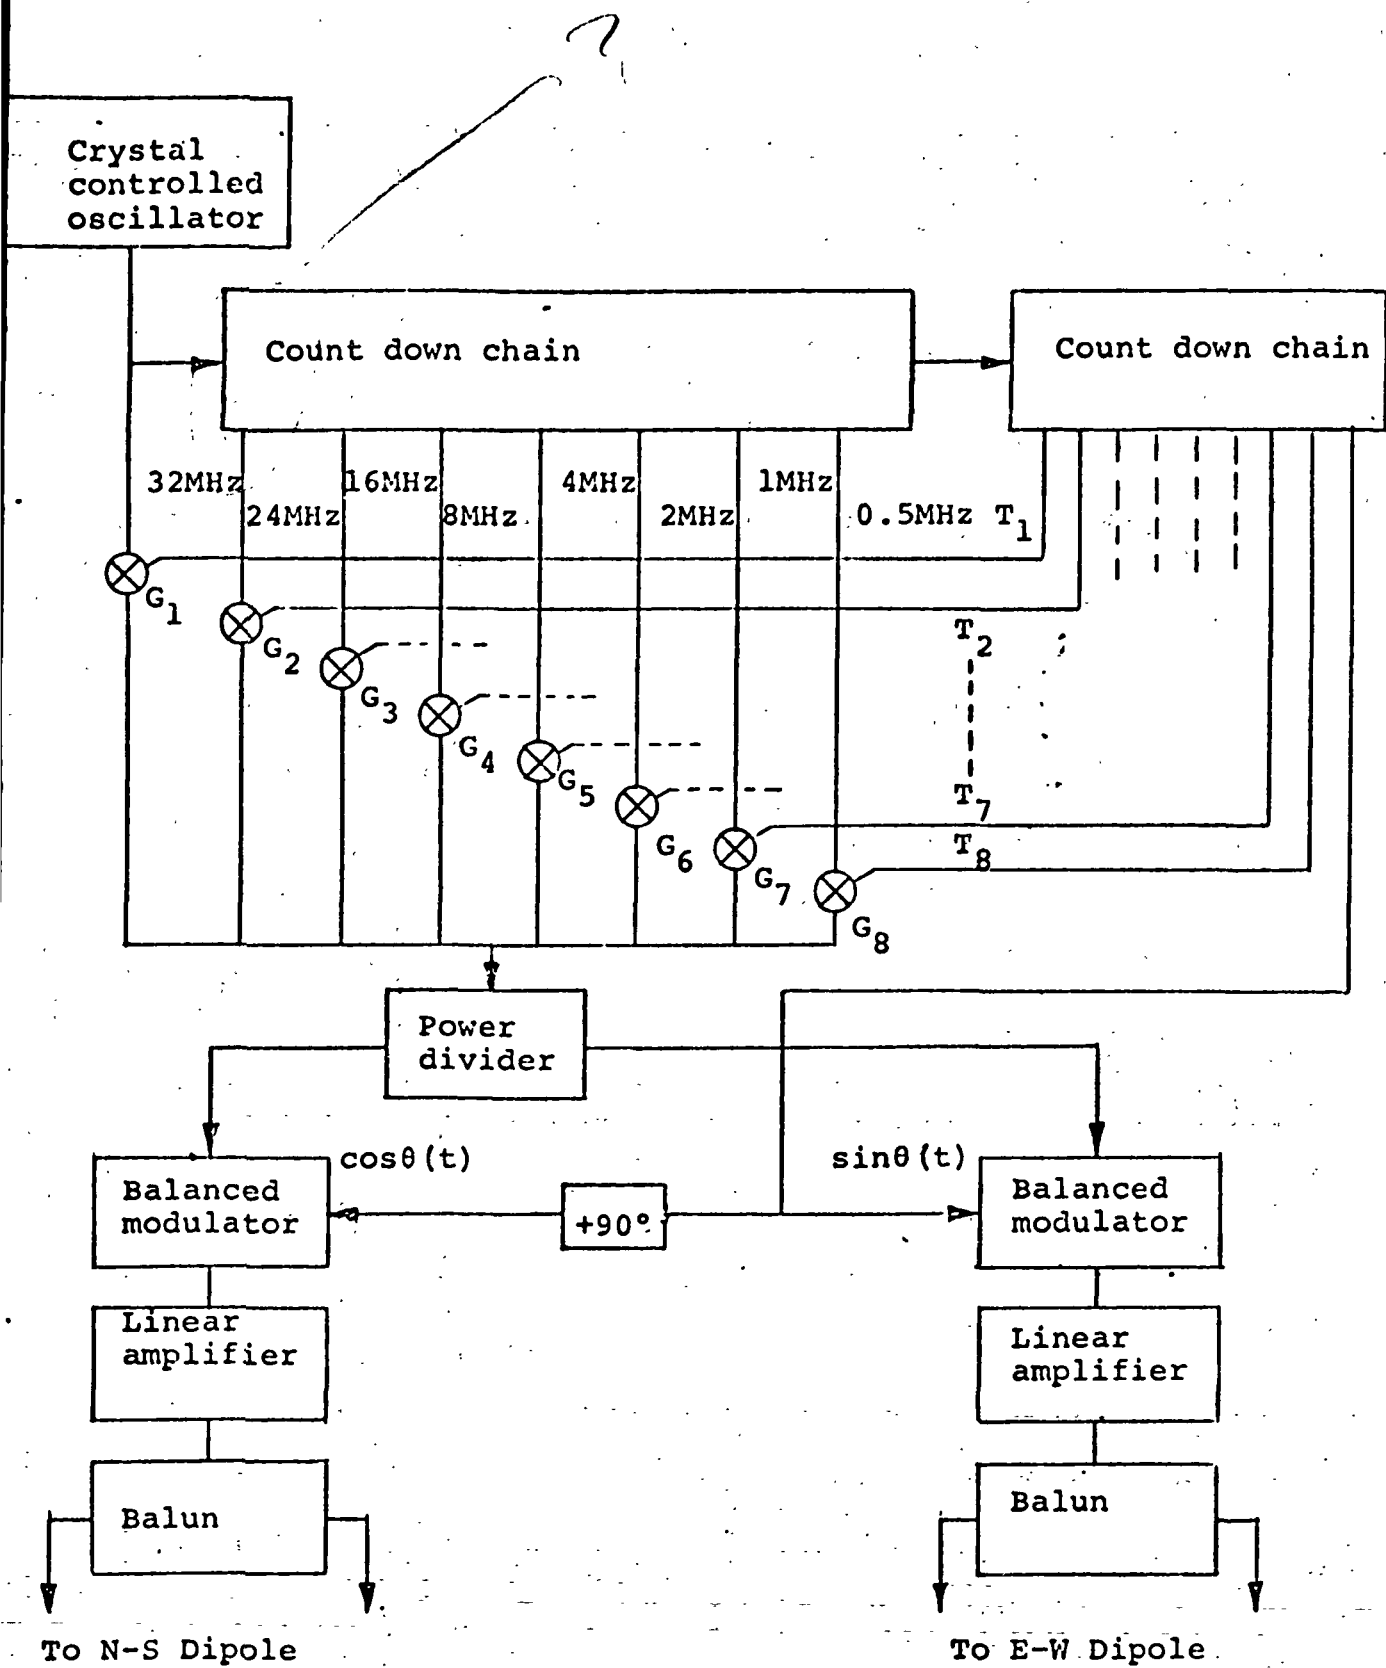 Crystal
controlled
oscillator
Count down chain
Count down chain
32MHz
16MHz
4MHz
1MHz
24MHz
8MHz
2MHz
0.5MHz T1
G1
G2
T2
G3
G4
G5
T7
G6
T8
G7
G8
Power
divider
cosθ(t)
sinθ(t)
Balanced
modulator
+90°
Balanced
modulator
Linear
amplifier
Linear
amplifier
Balun
Balun
To N-S Dipole
To E-W Dipole